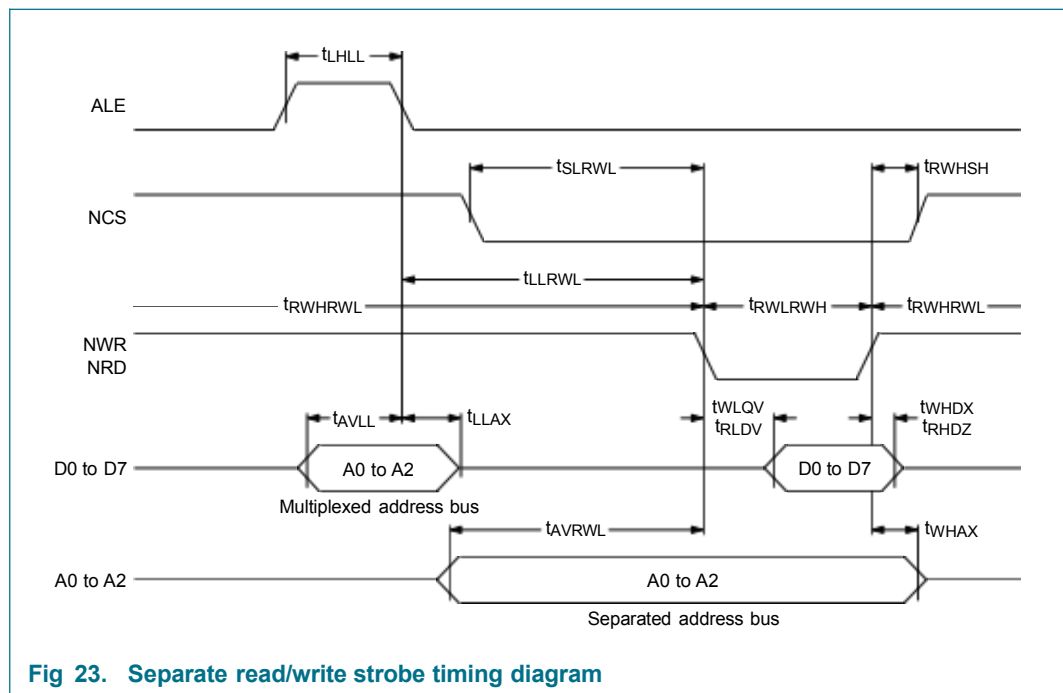 tLHLL
ALE
tSLRWL
tRWHSH
NCS
tLLRWL
tRWHRWL
tRWLRWH
tRWHRWL
NWR
NRD
tAVLL
tLLAX
tWLQV
tRLDV
tWHDX
tRHDZ
D0 to D7
A0 to A2
D0 to D7
Multiplexed address bus
tAVRWL
tWHAX
A0 to A2
A0 to A2
Separated address bus
Fig 23. Separate read/write strobe timing diagram